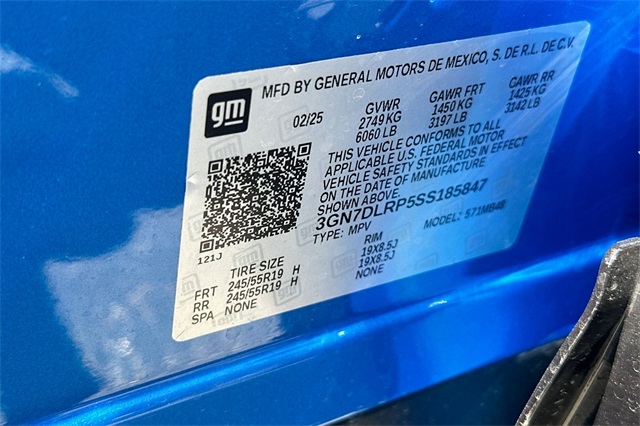 gm
MFD BY GENERAL MOTORS DE MEXICO, S. DE R.L. DE C.V.
02/25 GVWR GAWR FRT GAWR RR
2749 KG 1450 KG 1425 KG
6060 LB 3197 LB 3142 LB
THIS VEHICLE CONFORMS TO ALL
APPLICABLE U.S. FEDERAL MOTOR
VEHICLE SAFETY STANDARDS IN EFFECT
ON THE DATE OF MANUFACTURE
SHOWN ABOVE.
3GN7DLRP5SS185847
TYPE: MPV MODEL: 571MB48
121J
TIRE SIZE RIM
FRT 245/55R19 H 19X8.5J
RR 245/55R19 H 19X8.5J
SPA NONE NONE